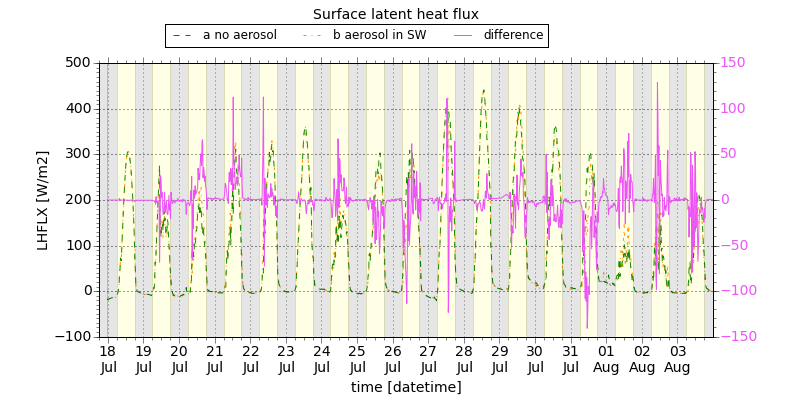 Surface latent heat flux
a no aerosol b aerosol in SW difference
500 150
400 100
300 50
200 0
100 −50
0 −100
−100 −150
LHFLX [W/m2]
18 19 20 21 22 23 24 25 26 27 28 29 30 31 01 02 03
Jul Jul Jul Jul Jul Jul Jul Jul Jul Jul Jul Jul Jul Jul Aug Aug Aug
time [datetime]